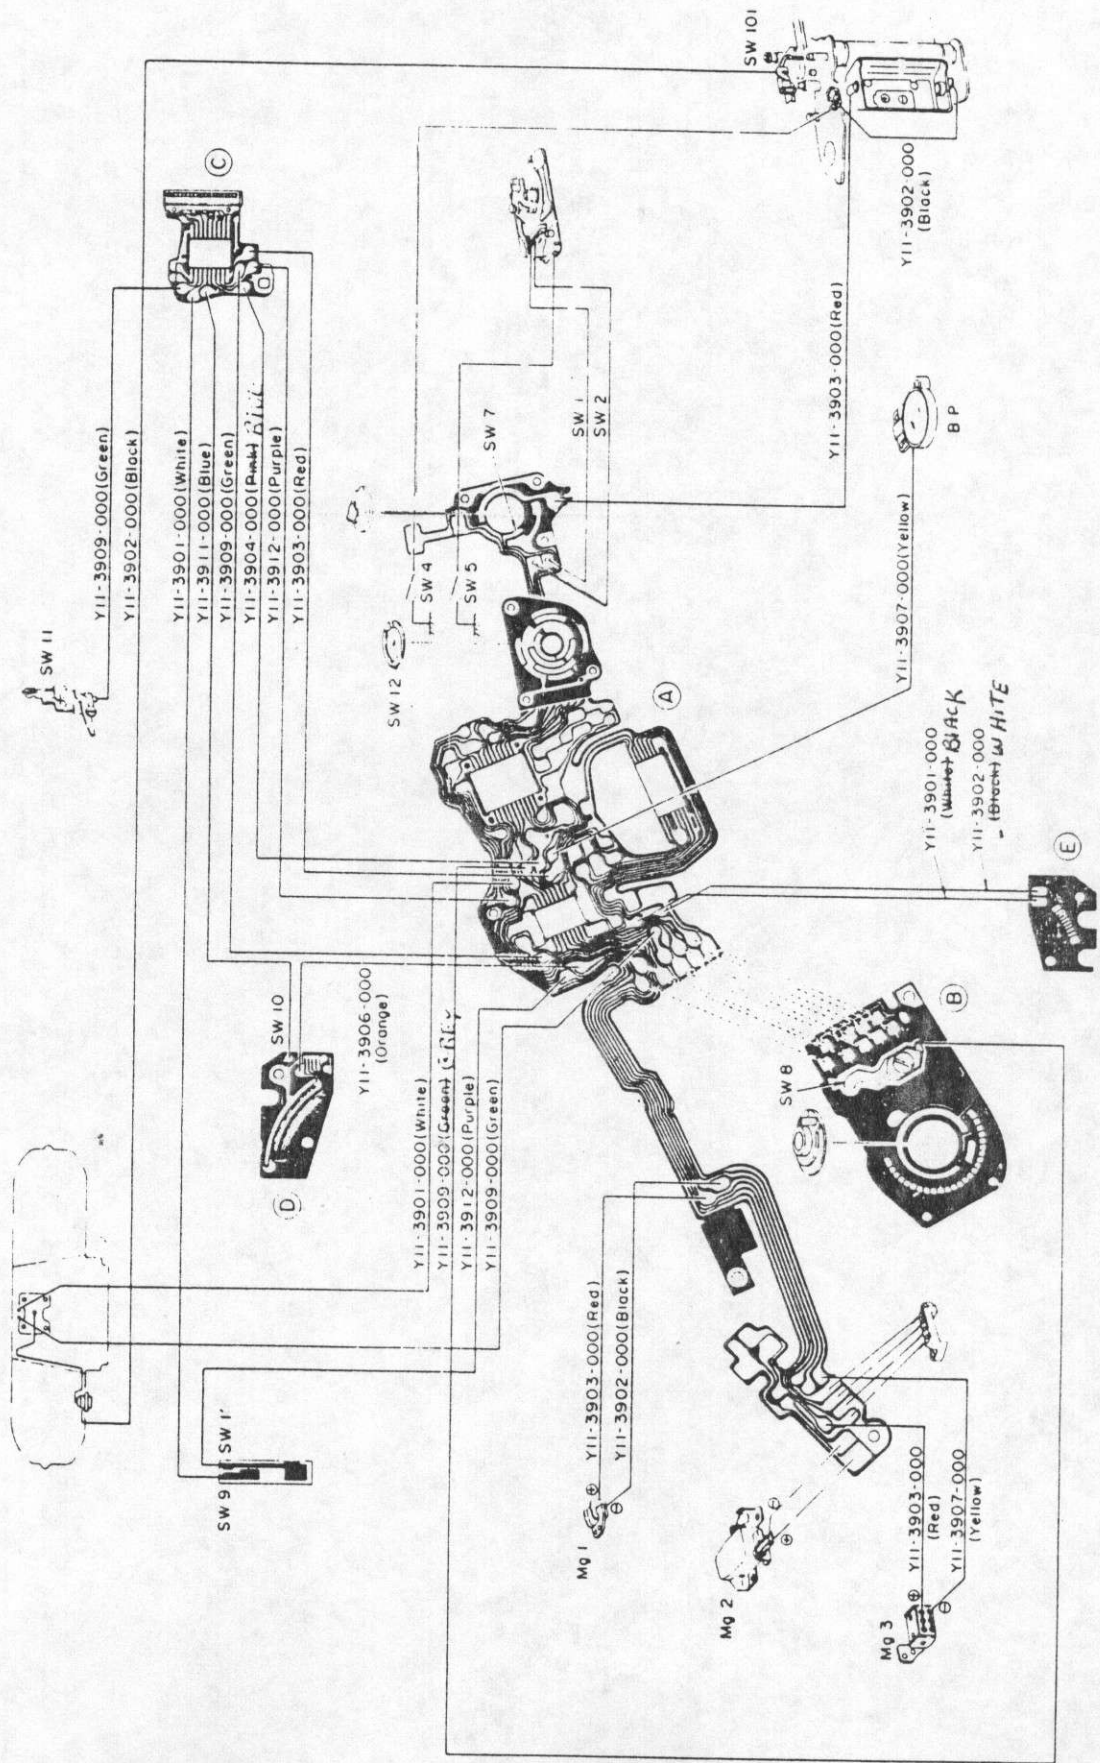 SW 11
Y11-3909-000(Green)
Y11-3902-000(Black)
Y11-3901-000(White)
Y11-3911-000(Blue)
Y11-3909-000(Green)
Y11-3904-000(Pink)
Y11-3912-000(Purple)
Y11-3903-000(Red)
C
SW 101
Y11-3902-000
(Black)
Y11-3903-000(Red)
SW 1
SW 2
SW 7
SW 4
SW 5
SW 12
B P
Y11-3907-000(Yellow)
A
Y11-3901-000
(White) BlACK
Y11-3902-000
- (Black) W HiTE
E
SW 10
Y11-3906-000
(Orange)
D
Y11-3901-000(White)
Y11-3909-000(Green) GREY
Y11-3912-000(Purple)
Y11-3909-000(Green)
SW 9
SW 1'
B
SW 8
Y11-3903-000(Red)
Y11-3902-000(Black)
⊕
⊖
Mg 1
Mg 2
⊖
⊕
Mg 3
⊕
⊖
Y11-3903-000
(Red)
Y11-3907-000
(Yellow)